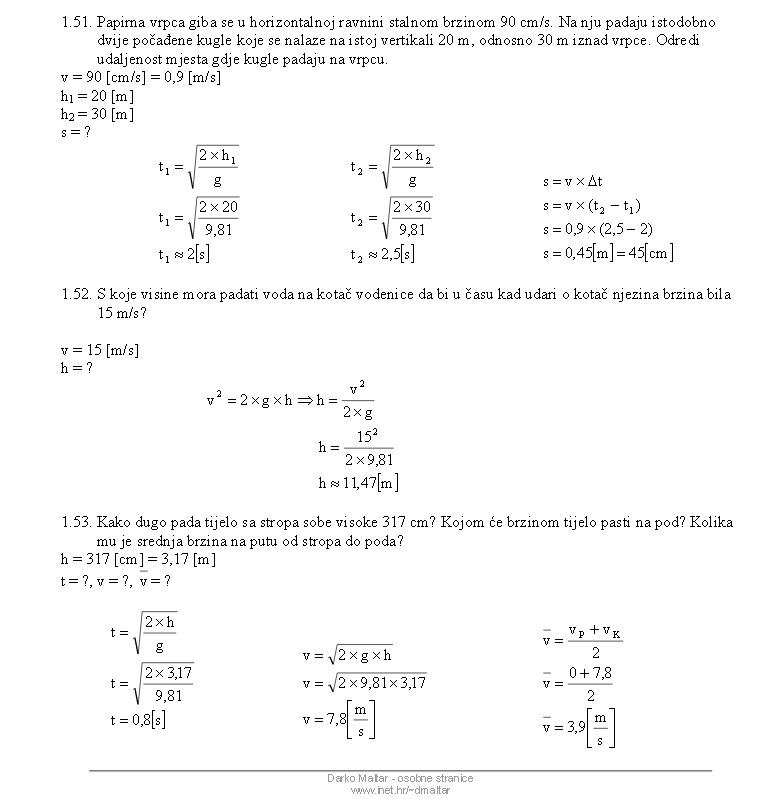 1.51. Papirna vrpca giba se u horizontalnoj ravnini stalnom brzinom 90 cm/s. Na nju padaju istodobno
dvije počađene kugle koje se nalaze na istoj vertikali 20 m, odnosno 30 m iznad vrpce. Odredi
udaljenost mjesta gdje kugle padaju na vrpcu.
v = 90 [cm/s] = 0,9 [m/s]
h₁ = 20 [m]
h₂ = 30 [m]
s = ?
t₁ = √(2 × h₁ / g)
t₁ = √(2 × 20 / 9,81)
t₁ ≈ 2[s]
t₂ = √(2 × h₂ / g)
t₂ = √(2 × 30 / 9,81)
t₂ ≈ 2,5[s]
s = v × Δt
s = v × (t₂ − t₁)
s = 0,9 × (2,5 − 2)
s = 0,45[m] = 45[cm]
1.52. S koje visine mora padati voda na kotač vodenice da bi u času kad udari o kotač njezina brzina bila
15 m/s?
v = 15 [m/s]
h = ?
v² = 2 × g × h ⇒ h = v² / 2 × g
h = 15² / 2 × 9,81
h ≈ 11,47[m]
1.53. Kako dugo pada tijelo sa stropa sobe visoke 317 cm? Kojom će brzinom tijelo pasti na pod? Kolika
mu je srednja brzina na putu od stropa do poda?
h = 317 [cm] = 3,17 [m]
t = ?, v = ?, v̄ = ?
t = √(2 × h / g)
t = √(2 × 3,17 / 9,81)
t = 0,8[s]
v = √(2 × g × h)
v = √(2 × 9,81 × 3,17)
v = 7,8[m/s]
v̄ = v_P + v_K / 2
v̄ = 0 + 7,8 / 2
v̄ = 3,9[m/s]
Darko Maltar - osobne stranice
www.inet.hr/~dmaltar